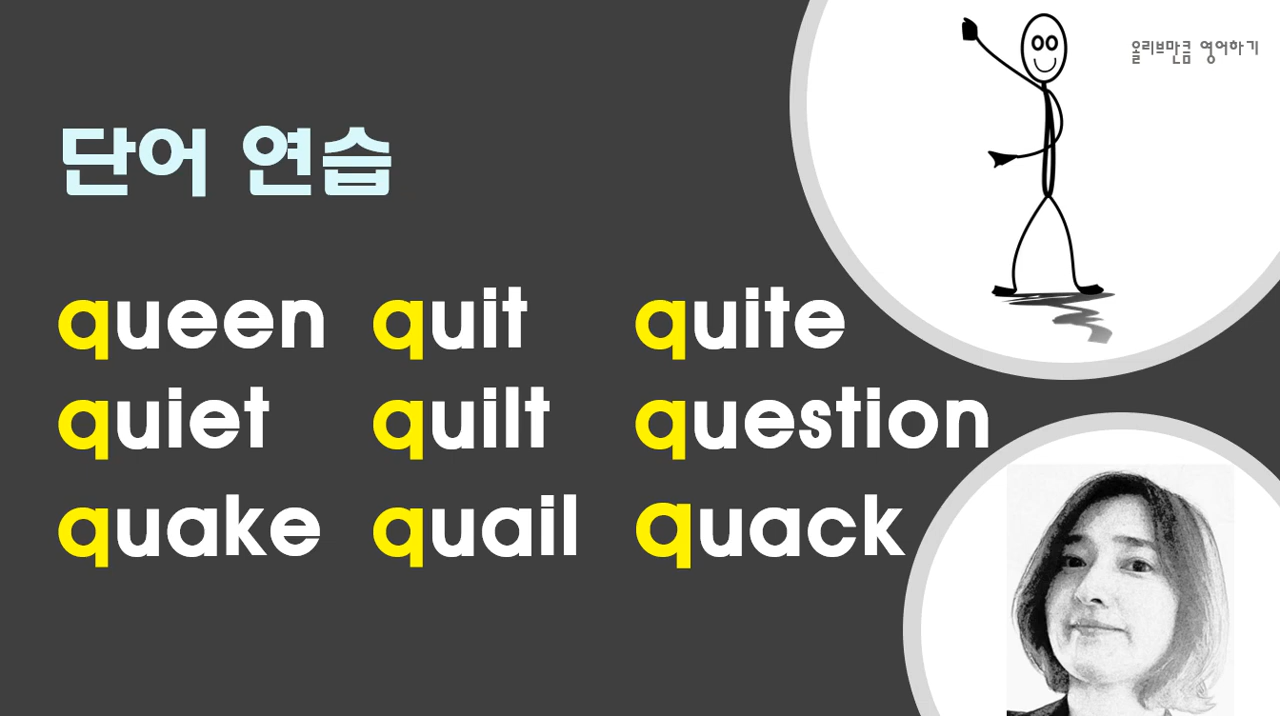 올리브만큼 영어하기
단어 연습
queen quit quite
quiet quilt question
quake quail quack